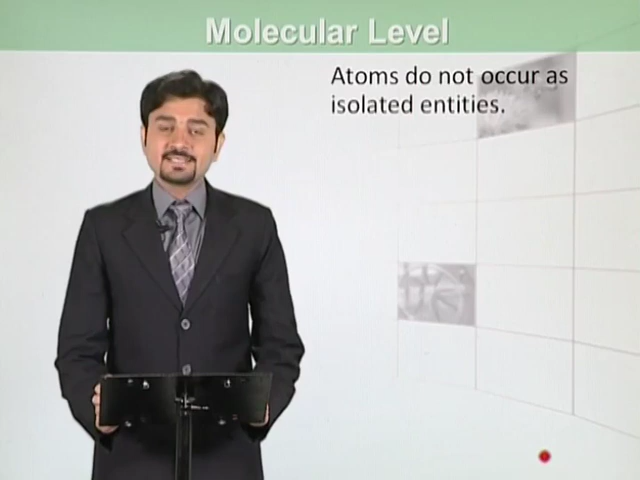 Molecular Level
Atoms do not occur as
isolated entities.